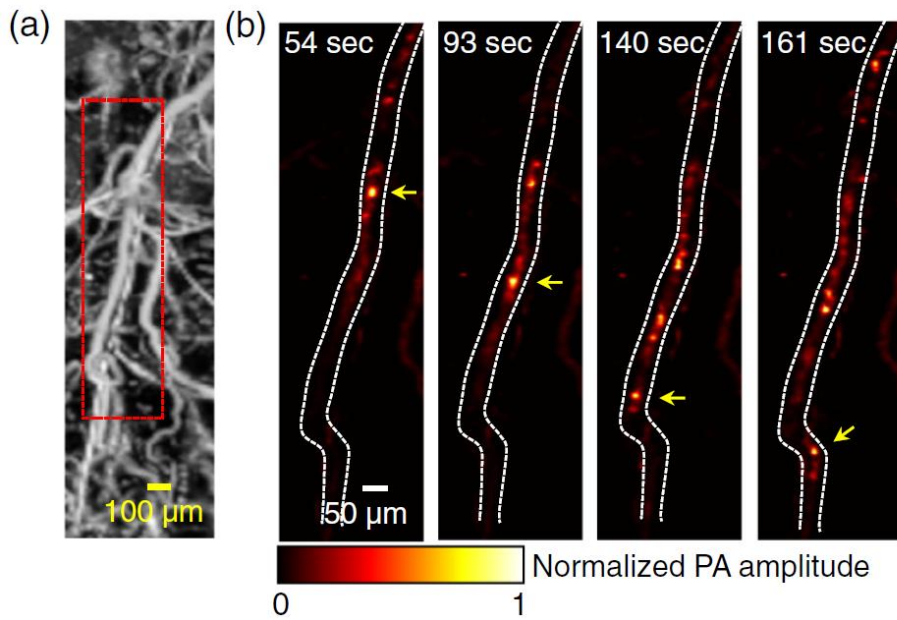 (a)
(b)
54 sec
93 sec
140 sec
161 sec
100 μm
50 μm
Normalized PA amplitude
0
1